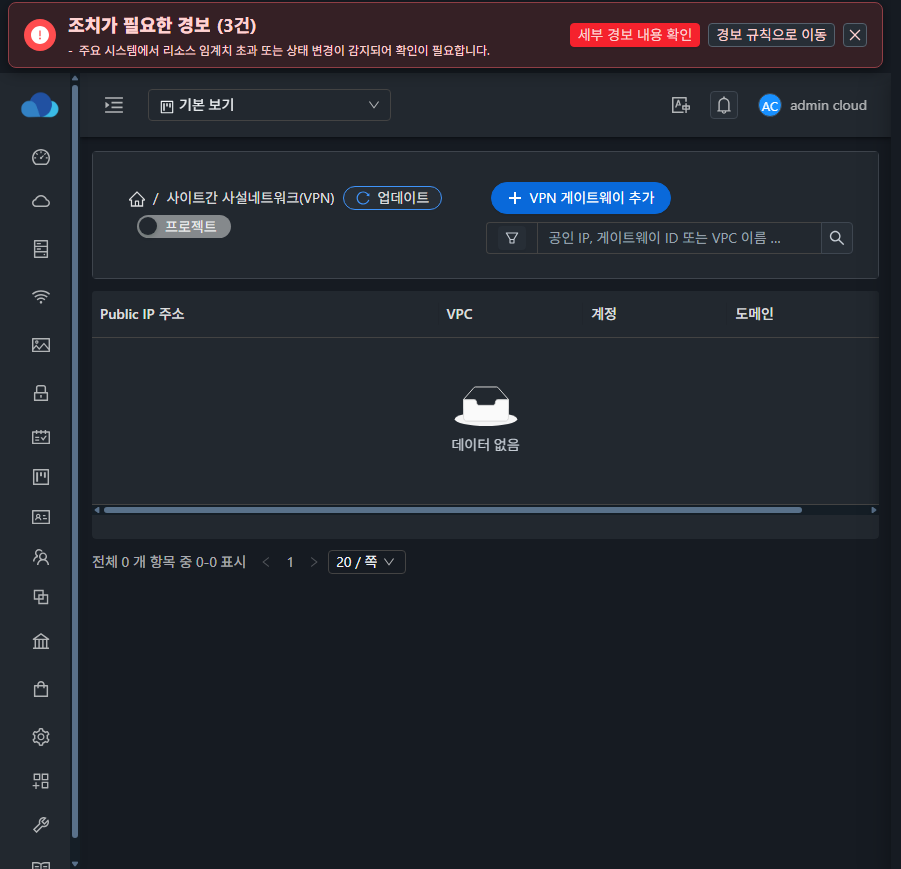 조치가 필요한 경보 (3건)
- 주요 시스템에서 리소스 임계치 초과 또는 상태 변경이 감지되어 확인이 필요합니다.
세부 경보 내용 확인
경보 규칙으로 이동
기본 보기
AC admin cloud
/ 사이트간 사설네트워크(VPN)
업데이트
프로젝트
+ VPN 게이트웨이 추가
공인 IP, 게이트웨이 ID 또는 VPC 이름 ...
Public IP 주소 VPC 계정 도메인
데이터 없음
전체 0 개 항목 중 0-0 표시 < 1 > 20 / 쪽